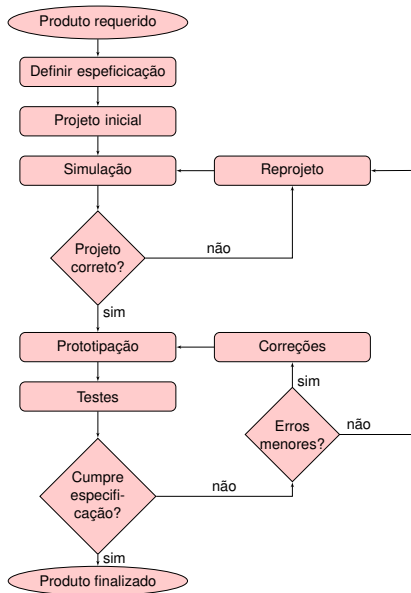 Produto requerido
Definir espeficicação
Projeto inicial
Simulação
Reprojeto
Projeto
correto?
não
sim
Prototipação
Correções
Testes
sim
Erros
menores?
não
Cumpre
especifi-
cação?
não
sim
Produto finalizado